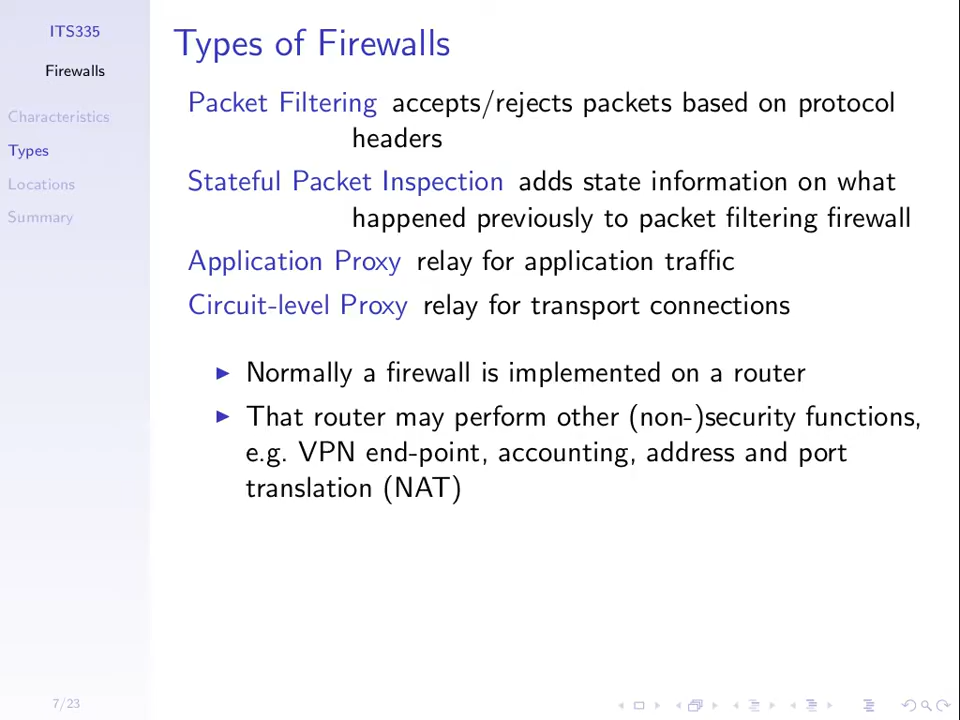 ITS335
Firewalls
Characteristics
Types
Locations
Summary
Types of Firewalls
Packet Filtering accepts/rejects packets based on protocol
headers
Stateful Packet Inspection adds state information on what
happened previously to packet filtering firewall
Application Proxy relay for application traffic
Circuit-level Proxy relay for transport connections
▶ Normally a firewall is implemented on a router
▶ That router may perform other (non-)security functions,
e.g. VPN end-point, accounting, address and port
translation (NAT)
7/23